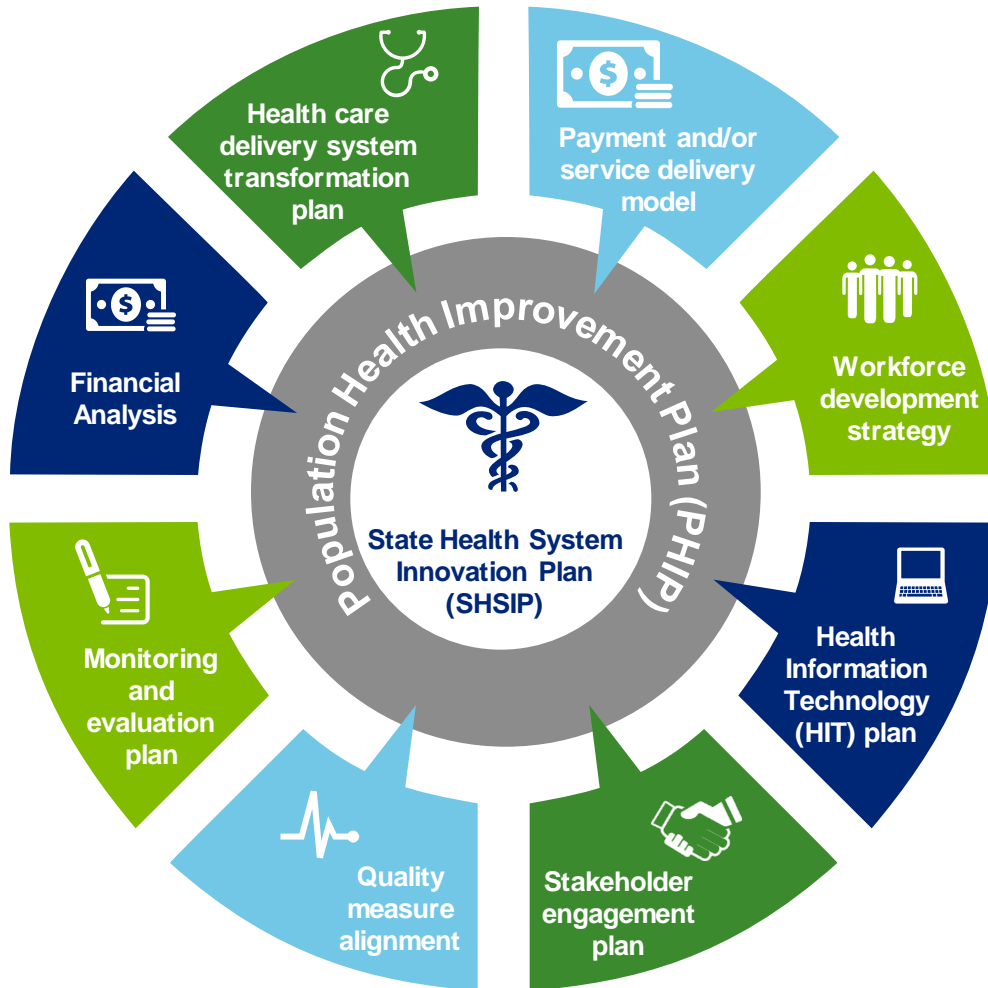 Health care
delivery system
transformation
plan
Payment and/or
service delivery
model
Workforce
development
strategy
Health
Information
Technology
(HIT) plan
Stakeholder
engagement
plan
Quality
measure
alignment
Monitoring
and
evaluation
plan
Financial
Analysis
Population Health Improvement Plan (PHIP)
State Health System
Innovation Plan
(SHSIP)
$
$